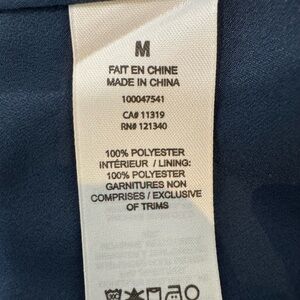 M
FAIT EN CHINE
MADE IN CHINA
100047541
CA# 11319
RN# 121340
100% POLYESTER
INTÉRIEUR / LINING:
100% POLYESTER
GARNITURES NON
COMPRISES / EXCLUSIVE
OF TRIMS